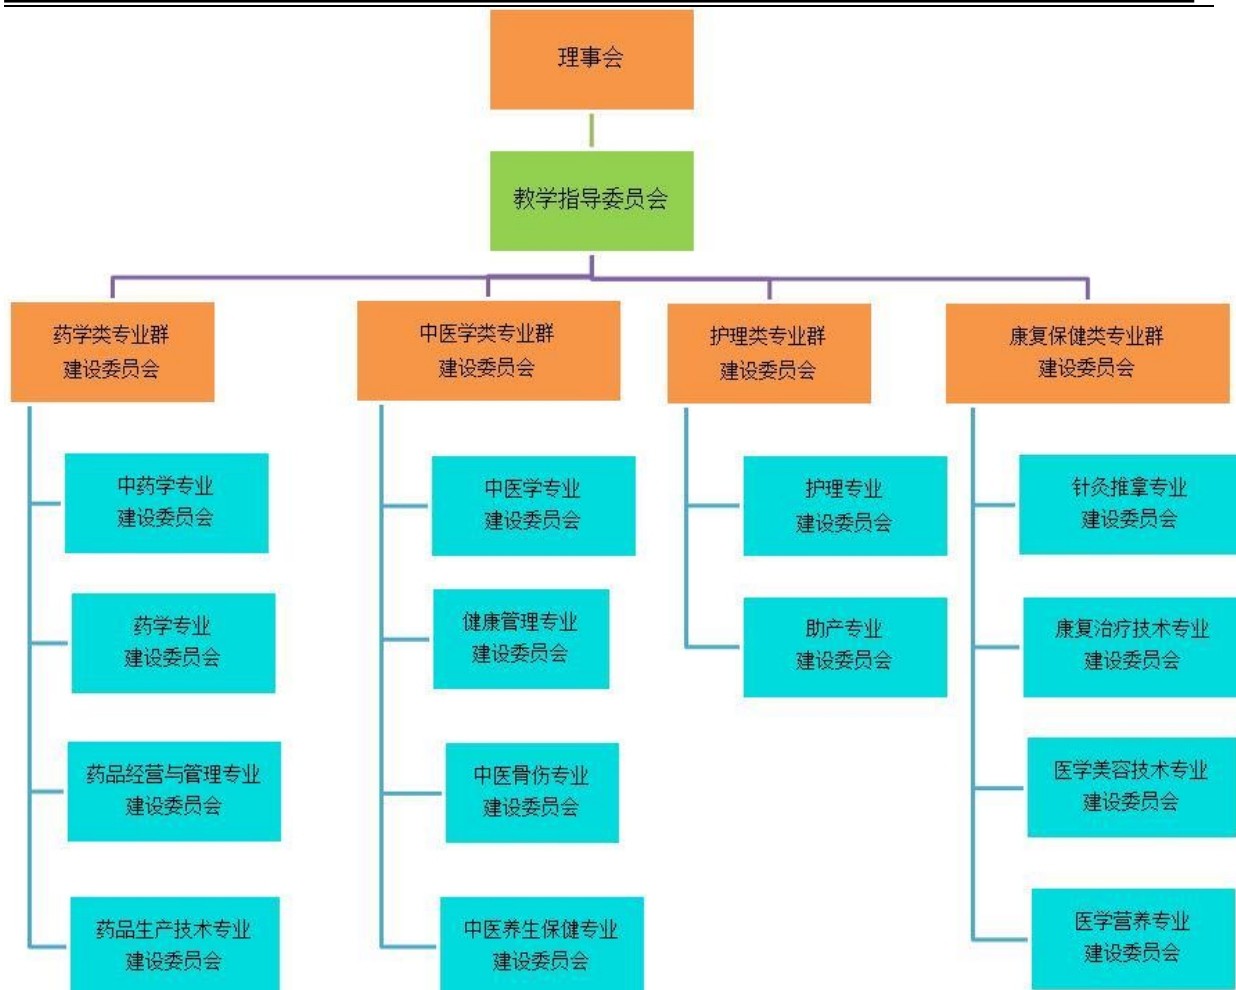 理事会
教学指导委员会
药学类专业群
建设委员会
中医学类专业群
建设委员会
护理类专业群
建设委员会
康复保健类专业群
建设委员会
中药学专业
建设委员会
药学专业
建设委员会
药品经营与管理专业
建设委员会
药品生产技术专业
建设委员会
中医学专业
建设委员会
健康管理专业
建设委员会
中医骨伤专业
建设委员会
中医养生保健专业
建设委员会
护理专业
建设委员会
助产专业
建设委员会
针灸推拿专业
建设委员会
康复治疗技术专业
建设委员会
医学美容技术专业
建设委员会
医学营养专业
建设委员会